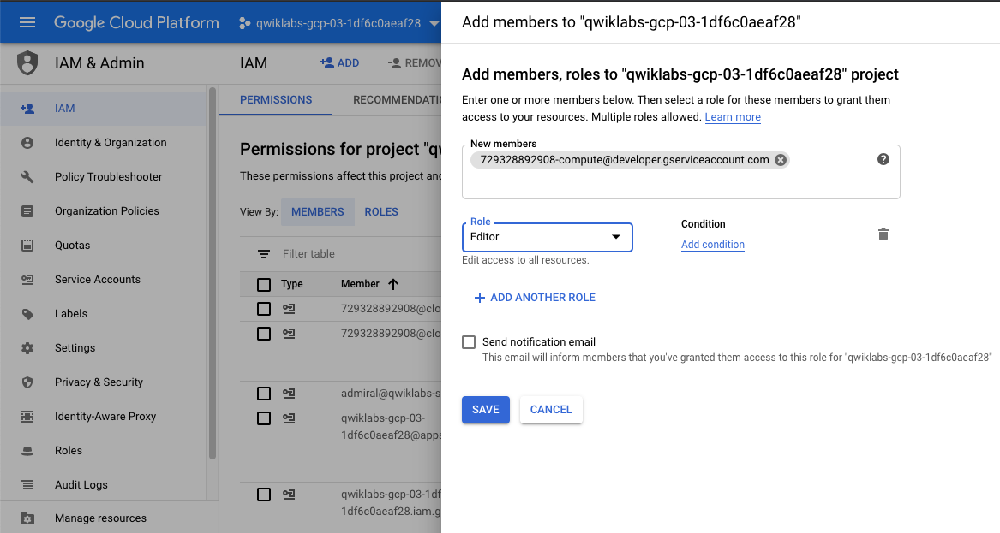 Google Cloud Platform
qwiklabs-gcp-03-1df6c0aeaf28
IAM & Admin
IAM
Identity & Organization
Policy Troubleshooter
Organization Policies
Quotas
Service Accounts
Labels
Settings
Privacy & Security
Identity-Aware Proxy
Roles
Audit Logs
Manage resources
IAM
ADD
REMOV
PERMISSIONS
RECOMMENDATIO
Permissions for project "qw
These permissions affect this project and
View By:
MEMBERS
ROLES
Filter table
Type
Member
729328892908@clo
729328892908@clo
admiral@qwiklabs-s
qwiklabs-gcp-03-
1df6c0aeaf28@apps
qwiklabs-gcp-03-1df
1df6c0aeaf28.iam.g
Add members to "qwiklabs-gcp-03-1df6c0aeaf28"
Add members, roles to "qwiklabs-gcp-03-1df6c0aeaf28" project
Enter one or more members below. Then select a role for these members to grant them
access to your resources. Multiple roles allowed. Learn more
New members
729328892908-compute@developer.gserviceaccount.com
Role
Editor
Edit access to all resources.
Condition
Add condition
ADD ANOTHER ROLE
Send notification email
This email will inform members that you've granted them access to this role for "qwiklabs-gcp-03-1df6c0aeaf28"
SAVE
CANCEL